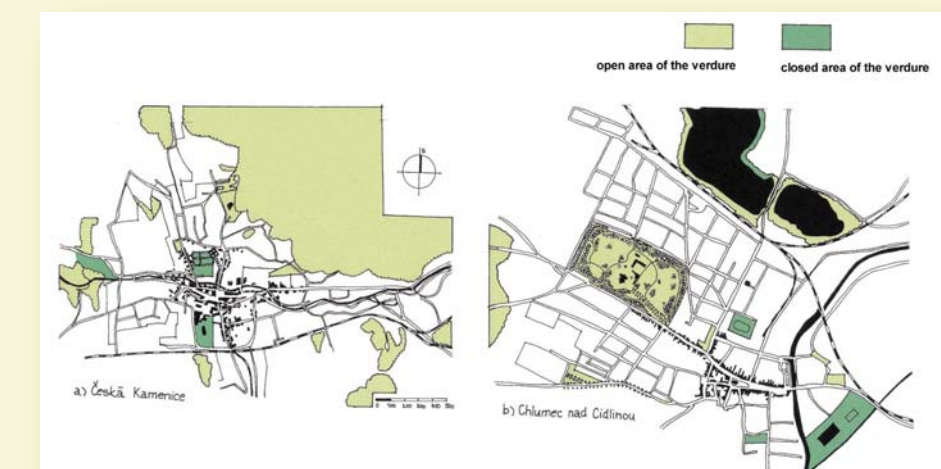 open area of the verdure
closed area of the verdure
a) Česká Kamenice
b) Chlumec nad Cidlinou